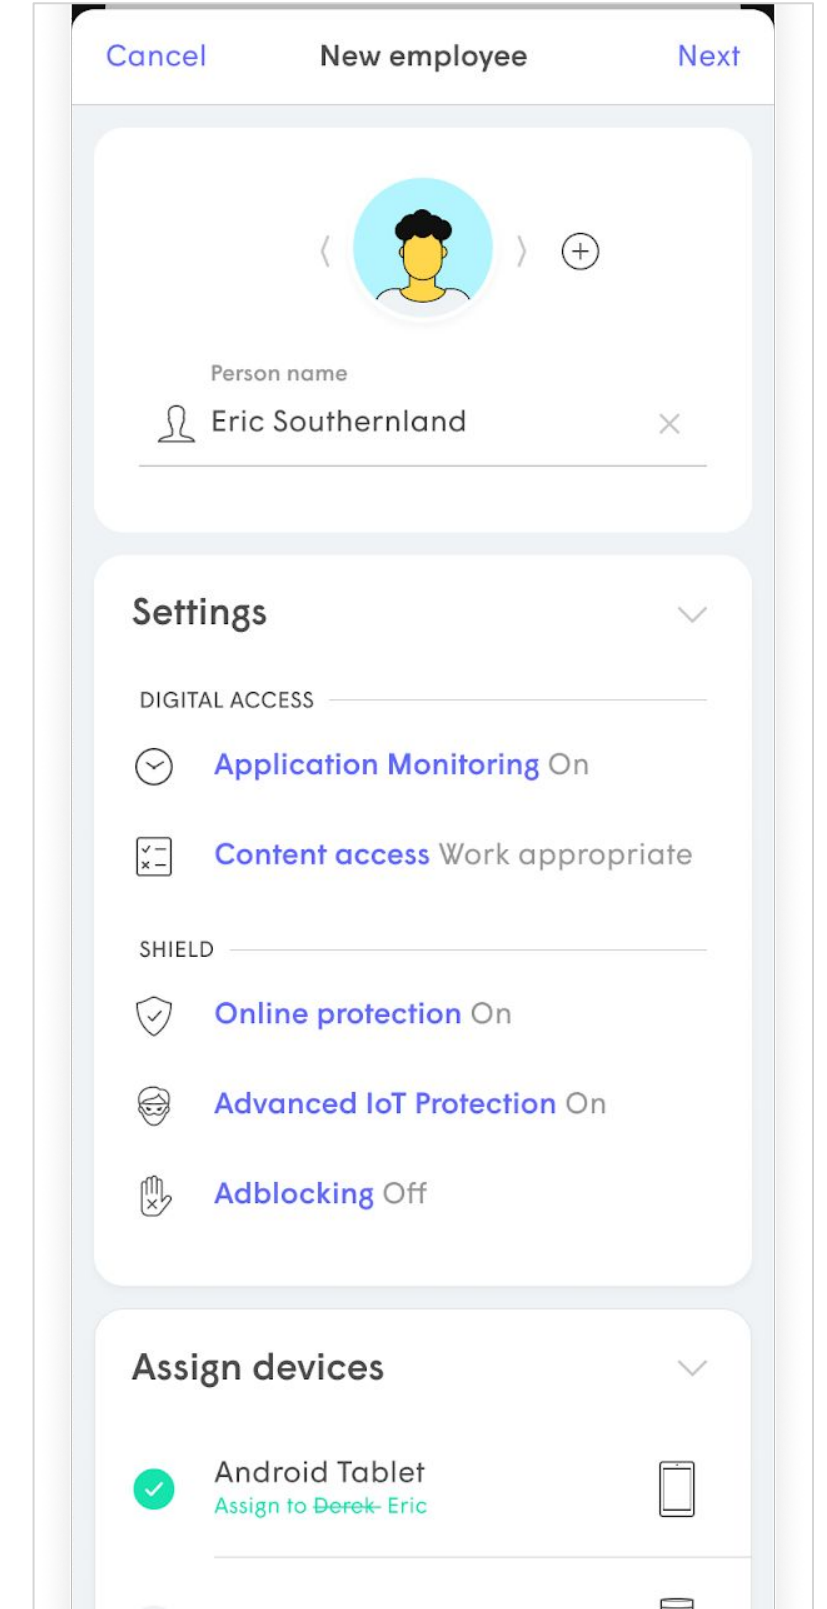 Cancel New employee Next
Person name
Eric Southernland
Settings
DIGITAL ACCESS
Application Monitoring On
Content access Work appropriate
SHIELD
Online protection On
Advanced IoT Protection On
Adblocking Off
Assign devices
Android Tablet
Assign to Derek Eric